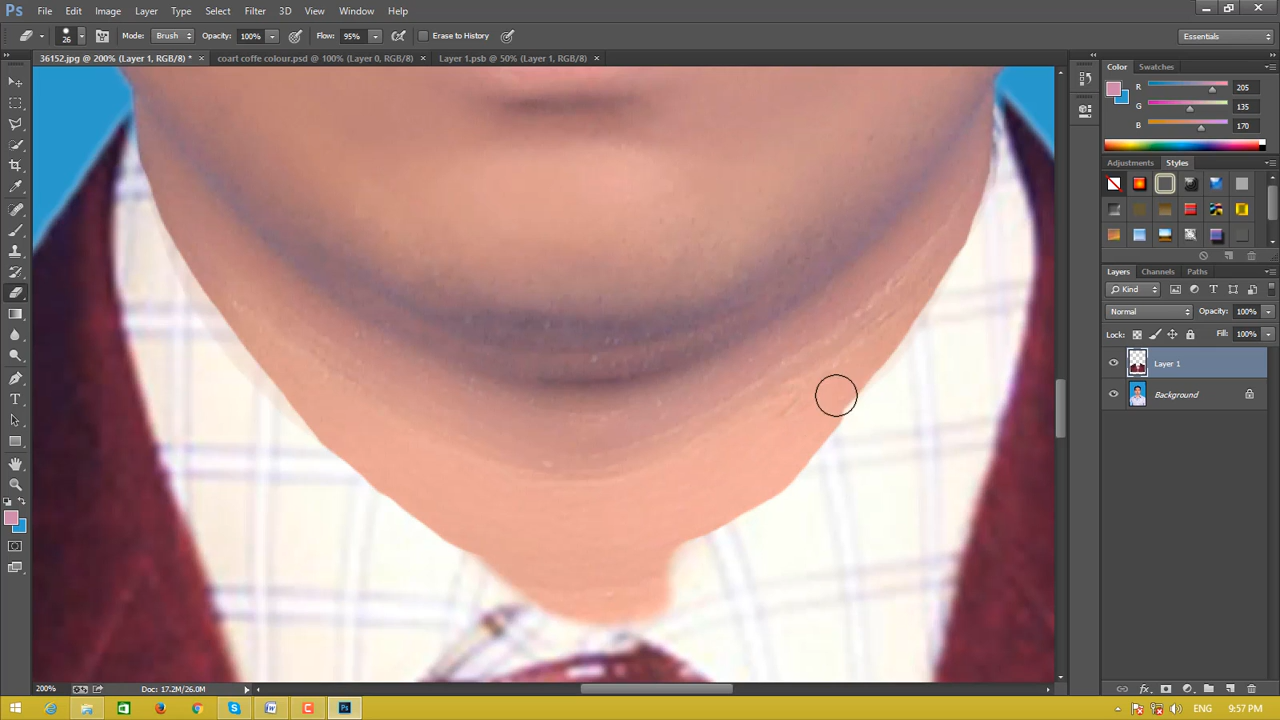 Ps File Edit Image Layer Type Select Filter 3D View Window Help
26 Mode: Brush Opacity: 100% Flow: 95% Erase to History Essentials
36152.jpg @ 200% (Layer 1, RGB/8) * × coart coffe colour.psd @ 100% (Layer 0, RGB/8) × Layer 1.psb @ 50% (Layer 1, RGB/8) ×
Color Swatches
R 205
G 135
B 170
Adjustments Styles
Layers Channels Paths
Kind
Normal Opacity: 100%
Lock: Fill: 100%
Layer 1
Background
200% Doc: 17.2M/26.0M
fx
ENG 9:57 PM